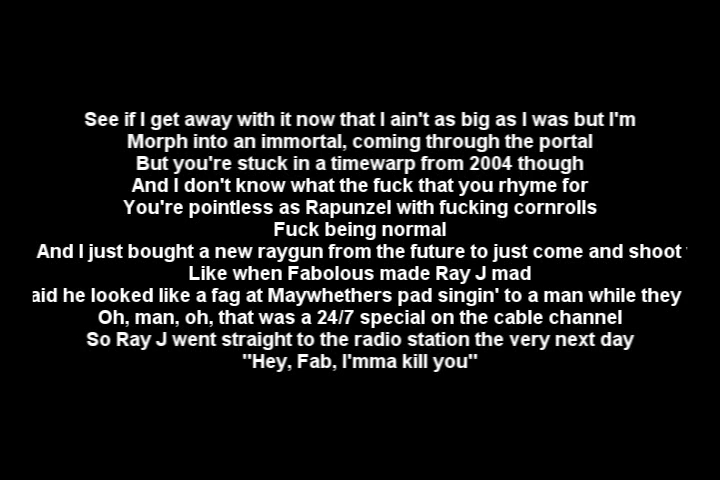 See if I get away with it now that I ain't as big as I was but I'm
Morph into an immortal, coming through the portal
But you're stuck in a timewarp from 2004 though
And I don't know what the fuck that you rhyme for
You're pointless as Rapunzel with fucking cornrolls
Fuck being normal
And I just bought a new raygun from the future to just come and shoot
Like when Fabolous made Ray J mad
aid he looked like a fag at Maywhethers pad singin' to a man while they
Oh, man, oh, that was a 24/7 special on the cable channel
So Ray J went straight to the radio station the very next day
"Hey, Fab, I'mma kill you"